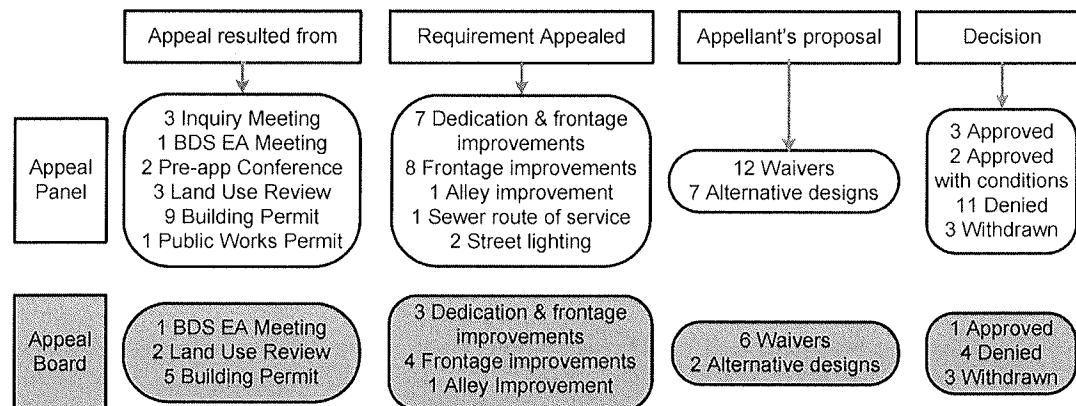 Appeal resulted from
Requirement Appealed
Appellant's proposal
Decision
Appeal
Panel
3 Inquiry Meeting
1 BDS EA Meeting
2 Pre-app Conference
3 Land Use Review
9 Building Permit
1 Public Works Permit
7 Dedication & frontage
improvements
8 Frontage improvements
1 Alley improvement
1 Sewer route of service
2 Street lighting
12 Waivers
7 Alternative designs
3 Approved
2 Approved
with conditions
11 Denied
3 Withdrawn
Appeal
Board
1 BDS EA Meeting
2 Land Use Review
5 Building Permit
3 Dedication & frontage
improvements
4 Frontage improvements
1 Alley Improvement
6 Waivers
2 Alternative designs
1 Approved
4 Denied
3 Withdrawn